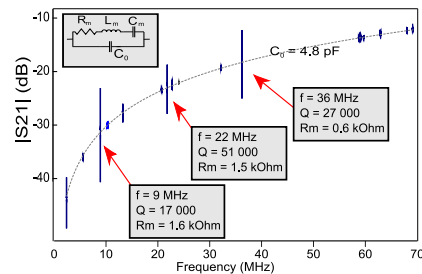 Rm Lm Cm
C0
C0 = 4.8 pF
|S21| (dB)
-10
-20
-30
-40
f = 36 MHz
Q = 27 000
Rm = 0.6 kOhm
f = 22 MHz
Q = 51 000
Rm = 1.5 kOhm
f = 9 MHz
Q = 17 000
Rm = 1.6 kOhm
0 10 20 30 40 50 60 70
Frequency (MHz)